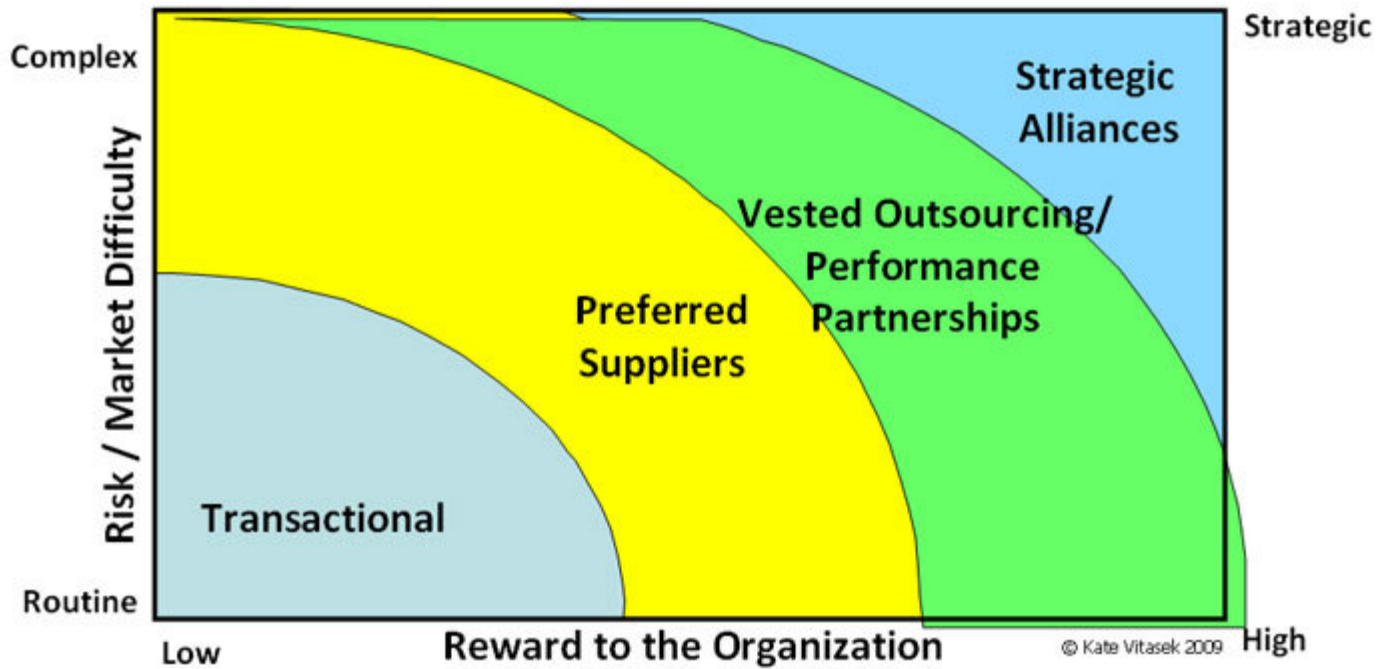 Strategic
Complex
Strategic
Alliances
Risk / Market Difficulty
Vested Outsourcing/
Performance
Partnerships
Preferred
Suppliers
Transactional
Routine
Low
Reward to the Organization
© Kate Vitasek 2009
High